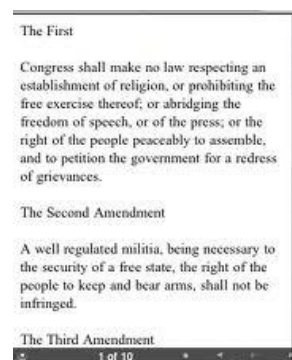 The First
Congress shall make no law respecting an
establishment of religion, or prohibiting the
free exercise thereof; or abridging the
freedom of speech, or of the press; or the
right of the people peaceably to assemble,
and to petition the government for a redress
of grievances.
The Second Amendment
A well regulated militia, being necessary to
the security of a free state, the right of the
people to keep and bear arms, shall not be
infringed.
The Third Amendment
1 of 10